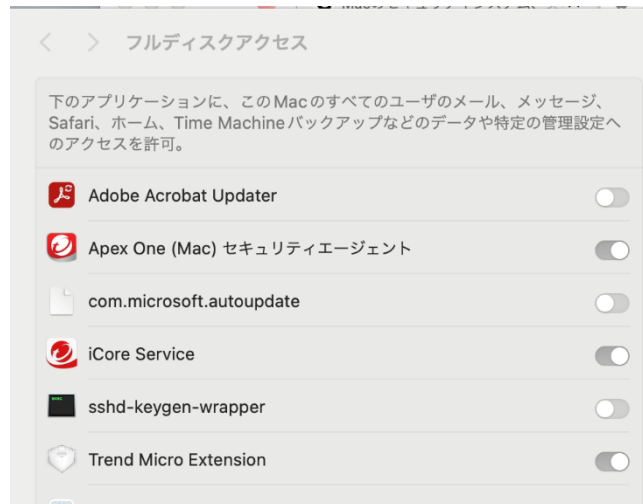 フルディスクアクセス
下のアプリケーションに、このMacのすべてのユーザのメール、メッセージ、
Safari、ホーム、Time Machineバックアップなどのデータや特定の管理設定へ
のアクセスを許可。
Adobe Acrobat Updater
Apex One (Mac) セキュリティエージェント
com.microsoft.autoupdate
iCore Service
sshd-keygen-wrapper
Trend Micro Extension